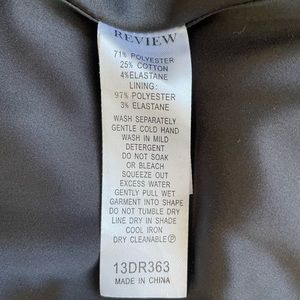 REVIEW
71% POLYESTER
25% COTTON
4%ELASTANE
LINING:
97% POLYESTER
3% ELASTANE
WASH SEPARATELY
GENTLE COLD HAND
WASH IN MILD
DETERGENT
DO NOT SOAK
OR BLEACH
SQUEEZE OUT
EXCESS WATER
GENTLY PULL WET
GARMENT INTO SHAPE
DO NOT TUMBLE DRY
LINE DRY IN SHADE
COOL IRON
DRY CLEANABLE Ⓟ
13DR363
MADE IN CHINA